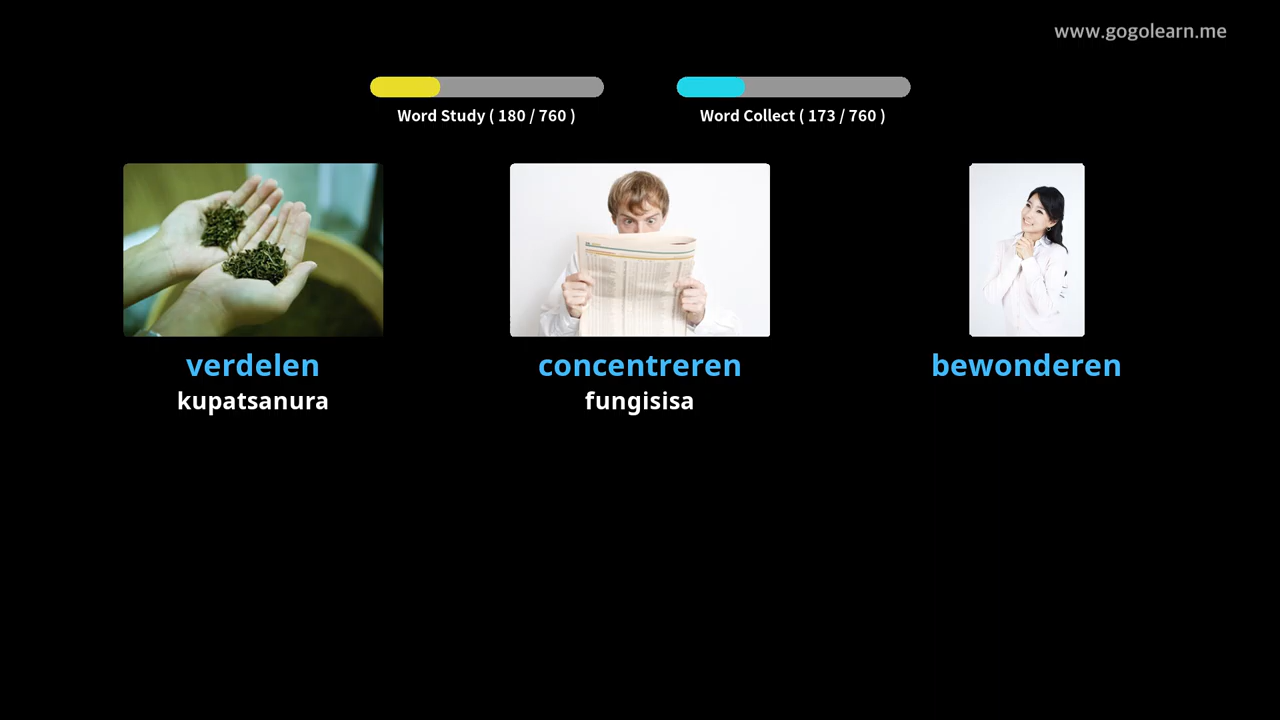 www.gogolearn.me
Word Study ( 180 / 760 )
Word Collect ( 173 / 760 )
verdelen
kupatsanura
concentreren
fungisisa
bewonderen